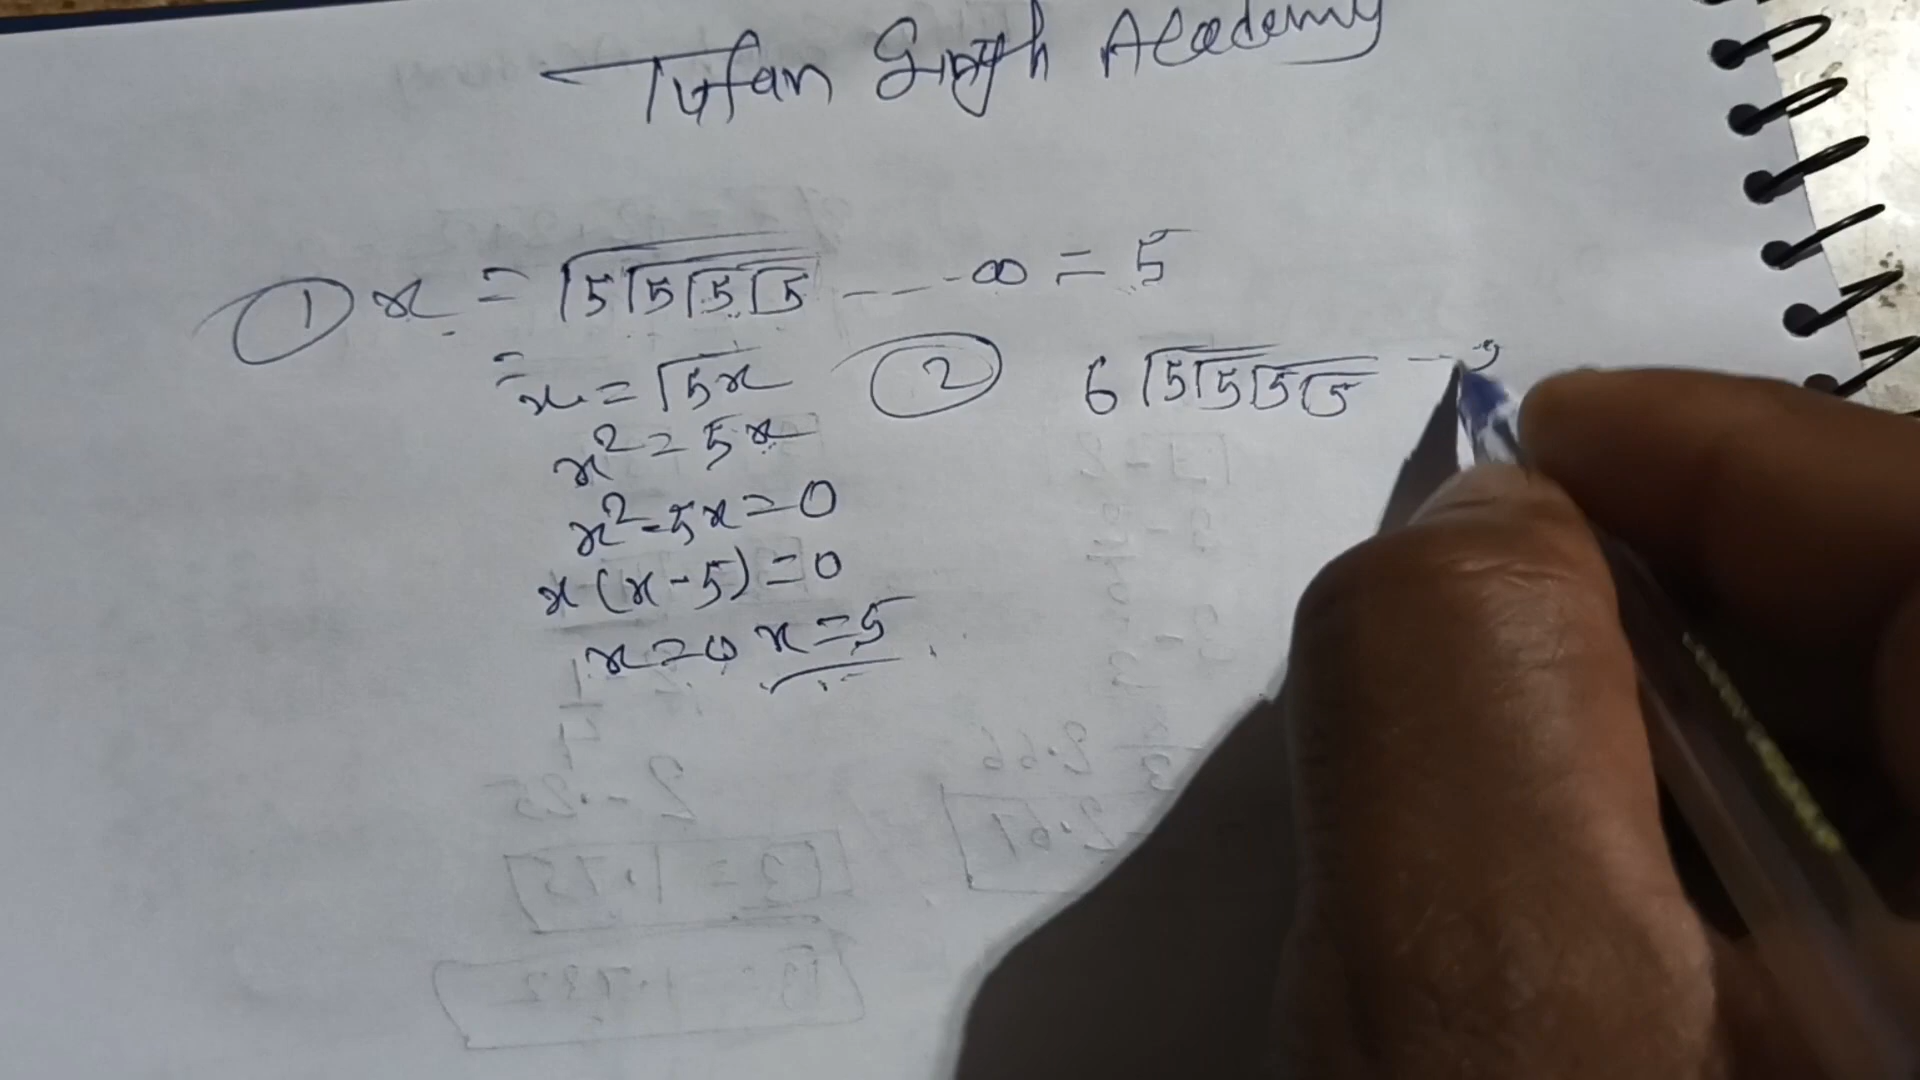 Tufan Singh Academy
① x = √5√5√5√5 --- ∞ = 5
=
x = √5x
x² = 5x
x² - 5x = 0
x (x - 5) = 0
x = 0 x = 5
② 6 √5√5√5√5 --